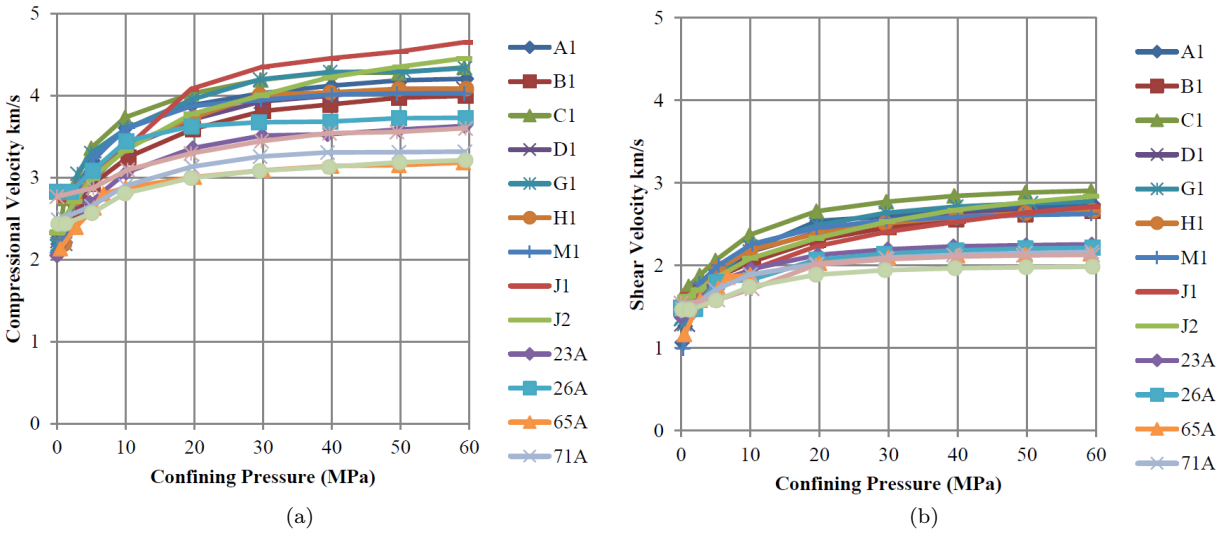 Compressional Velocity km/s
5
4
3
2
1
0
0 10 20 30 40 50 60
Confining Pressure (MPa)
A1
B1
C1
D1
G1
H1
M1
J1
J2
23A
26A
65A
71A
(a)
Shear Velocity km/s
5
4
3
2
1
0
0 10 20 30 40 50 60
Confining Pressure (MPa)
A1
B1
C1
D1
G1
H1
M1
J1
J2
23A
26A
65A
71A
(b)